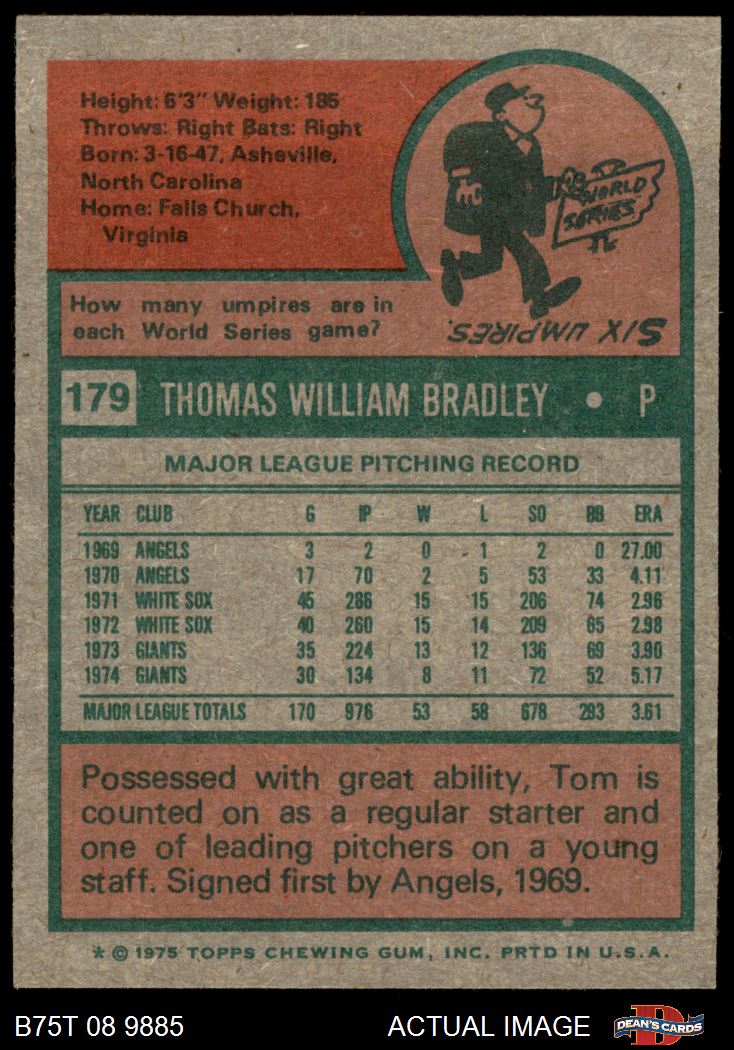 Height: 6'3" Weight: 185
Throws: Right Bats: Right
Born: 3-16-47, Asheville,
North Carolina
Home: Falls Church,
Virginia
WORLD
SERIES
How many umpires are in
each World Series game?
SIX UMPIRES.
179 THOMAS WILLIAM BRADLEY • P
MAJOR LEAGUE PITCHING RECORD
YEAR CLUB G IP W L SO BB ERA
1969 ANGELS 3 2 0 1 2 0 27.00
1970 ANGELS 17 70 2 5 53 33 4.11
1971 WHITE SOX 45 286 15 15 206 74 2.96
1972 WHITE SOX 40 260 15 14 209 65 2.98
1973 GIANTS 35 224 13 12 136 69 3.90
1974 GIANTS 30 134 8 11 72 52 5.17
MAJOR LEAGUE TOTALS 170 976 53 58 678 293 3.61
Possessed with great ability, Tom is
counted on as a regular starter and
one of leading pitchers on a young
staff. Signed first by Angels, 1969.
* © 1975 TOPPS CHEWING GUM, INC. PRTD IN U.S.A.
B75T 08 9885 ACTUAL IMAGE DEAN'S CARDS